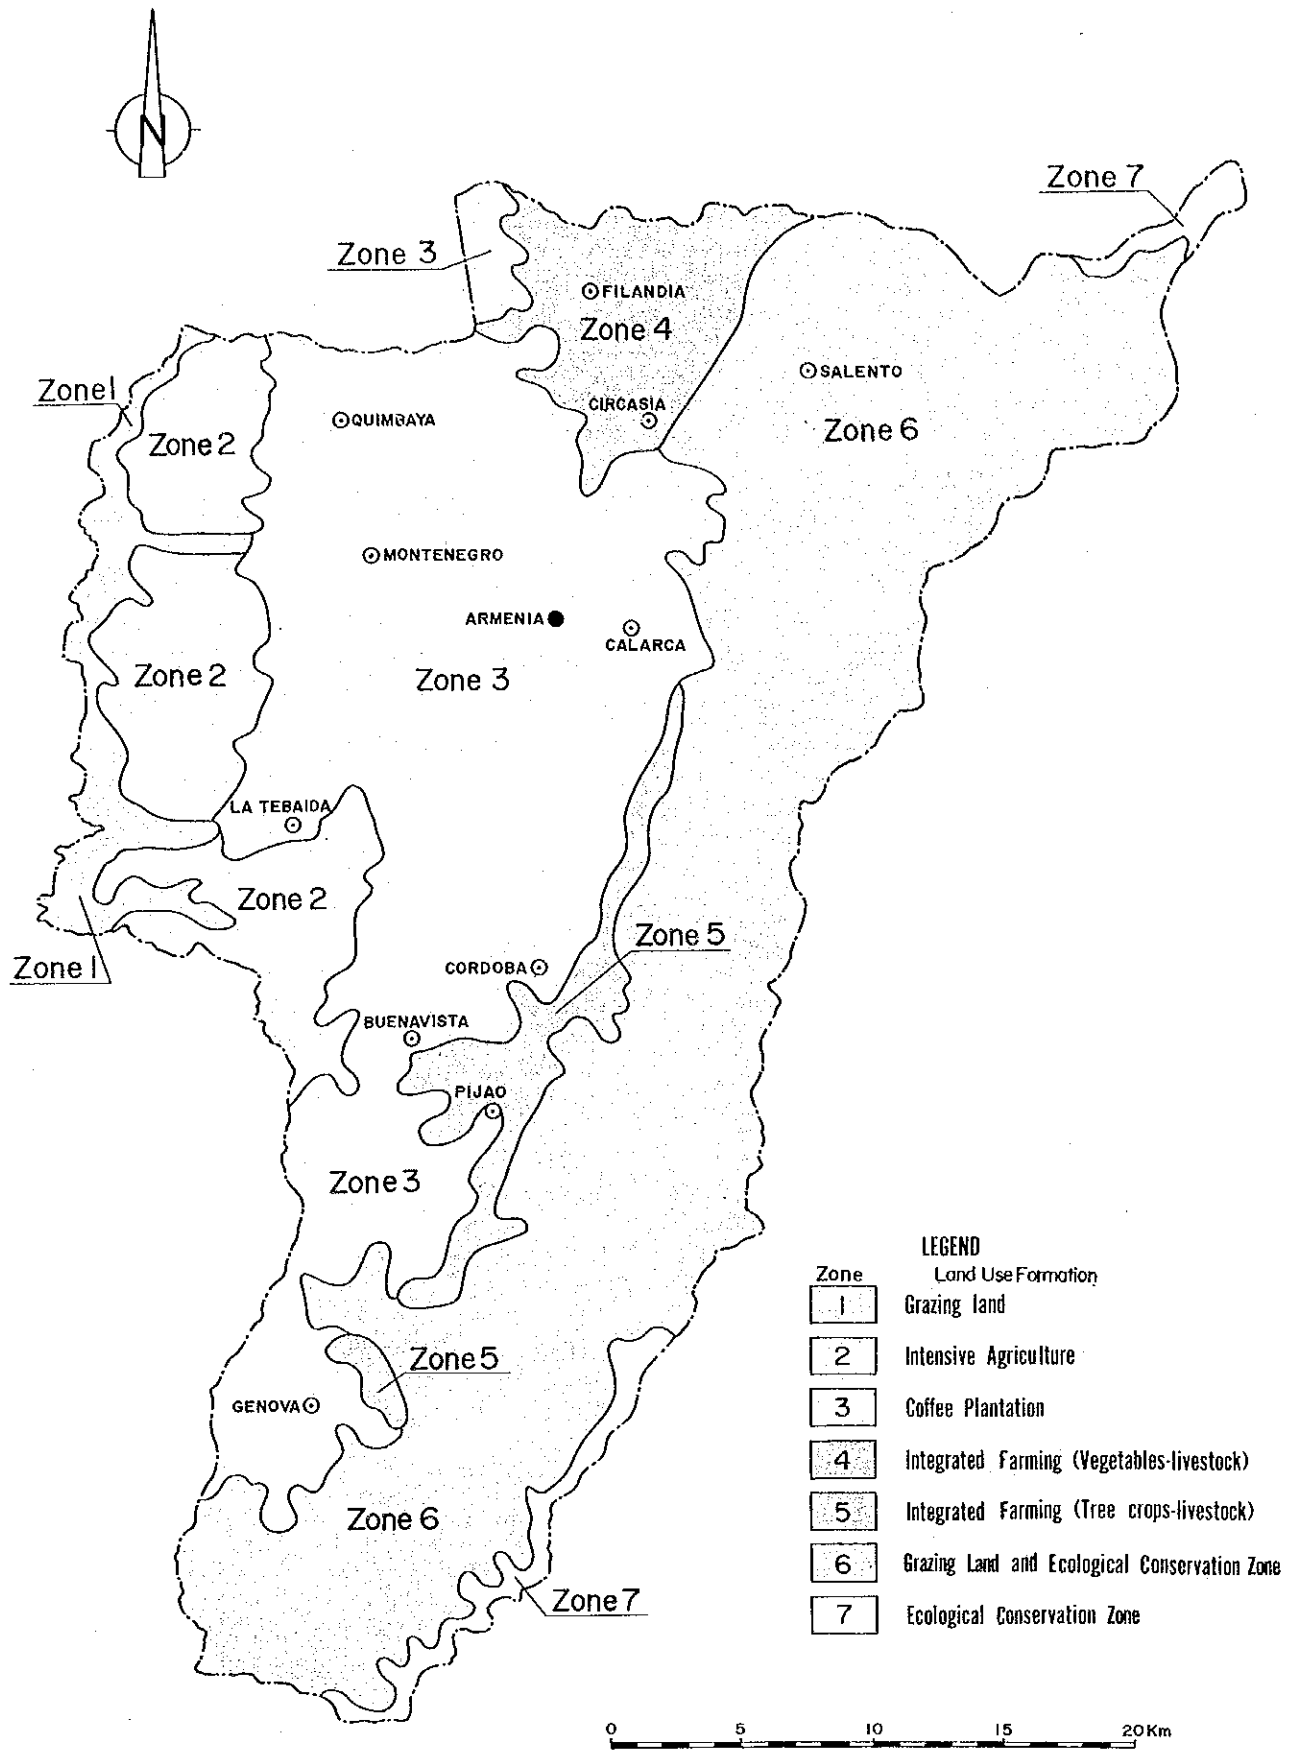 N
Zone 7
Zone 3
FILANDIA
Zone 4
SALENTO
Zone 1
CIRCASIA
QUIMBAYA
Zone 2
Zone 6
MONTENEGRO
ARMENIA
CALARCA
Zone 2
Zone 3
LA TEBAIDA
Zone 2
Zone 5
Zone 1
CORDOBA
BUENAVISTA
PIJAO
Zone 3
Zone 5
GENOVA
Zone 6
Zone 7
LEGEND
Zone Land Use Formation
1 Grazing land
2 Intensive Agriculture
3 Coffee Plantation
4 Integrated Farming (Vegetables-livestock)
5 Integrated Farming (Tree crops-livestock)
6 Grazing Land and Ecological Conservation Zone
7 Ecological Conservation Zone
0 5 10 15 20 Km